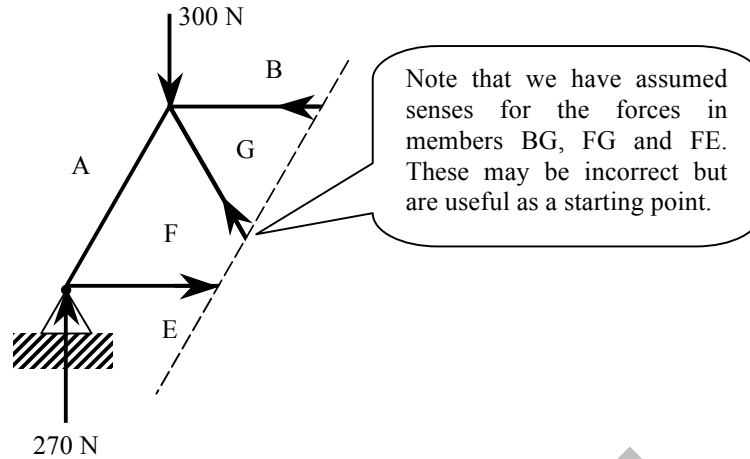 300 N
B
Note that we have assumed
senses for the forces in
members BG, FG and FE.
These may be incorrect but
are useful as a starting point.
G
A
F
E
270 N